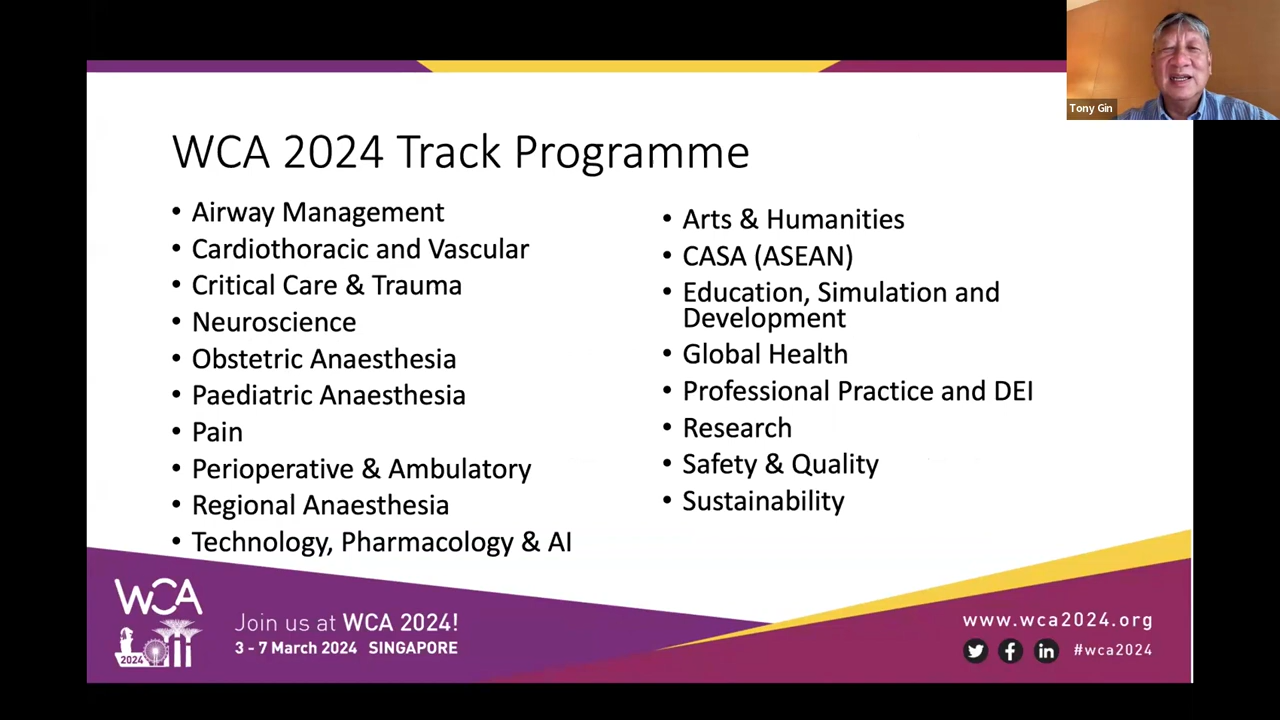 Tony Gin
WCA 2024 Track Programme
• Airway Management
• Cardiothoracic and Vascular
• Critical Care & Trauma
• Neuroscience
• Obstetric Anaesthesia
• Paediatric Anaesthesia
• Pain
• Perioperative & Ambulatory
• Regional Anaesthesia
• Technology, Pharmacology & AI
• Arts & Humanities
• CASA (ASEAN)
• Education, Simulation and
Development
• Global Health
• Professional Practice and DEI
• Research
• Safety & Quality
• Sustainability
WCA
2024
Join us at WCA 2024!
3 - 7 March 2024 SINGAPORE
www.wca2024.org
#wca2024